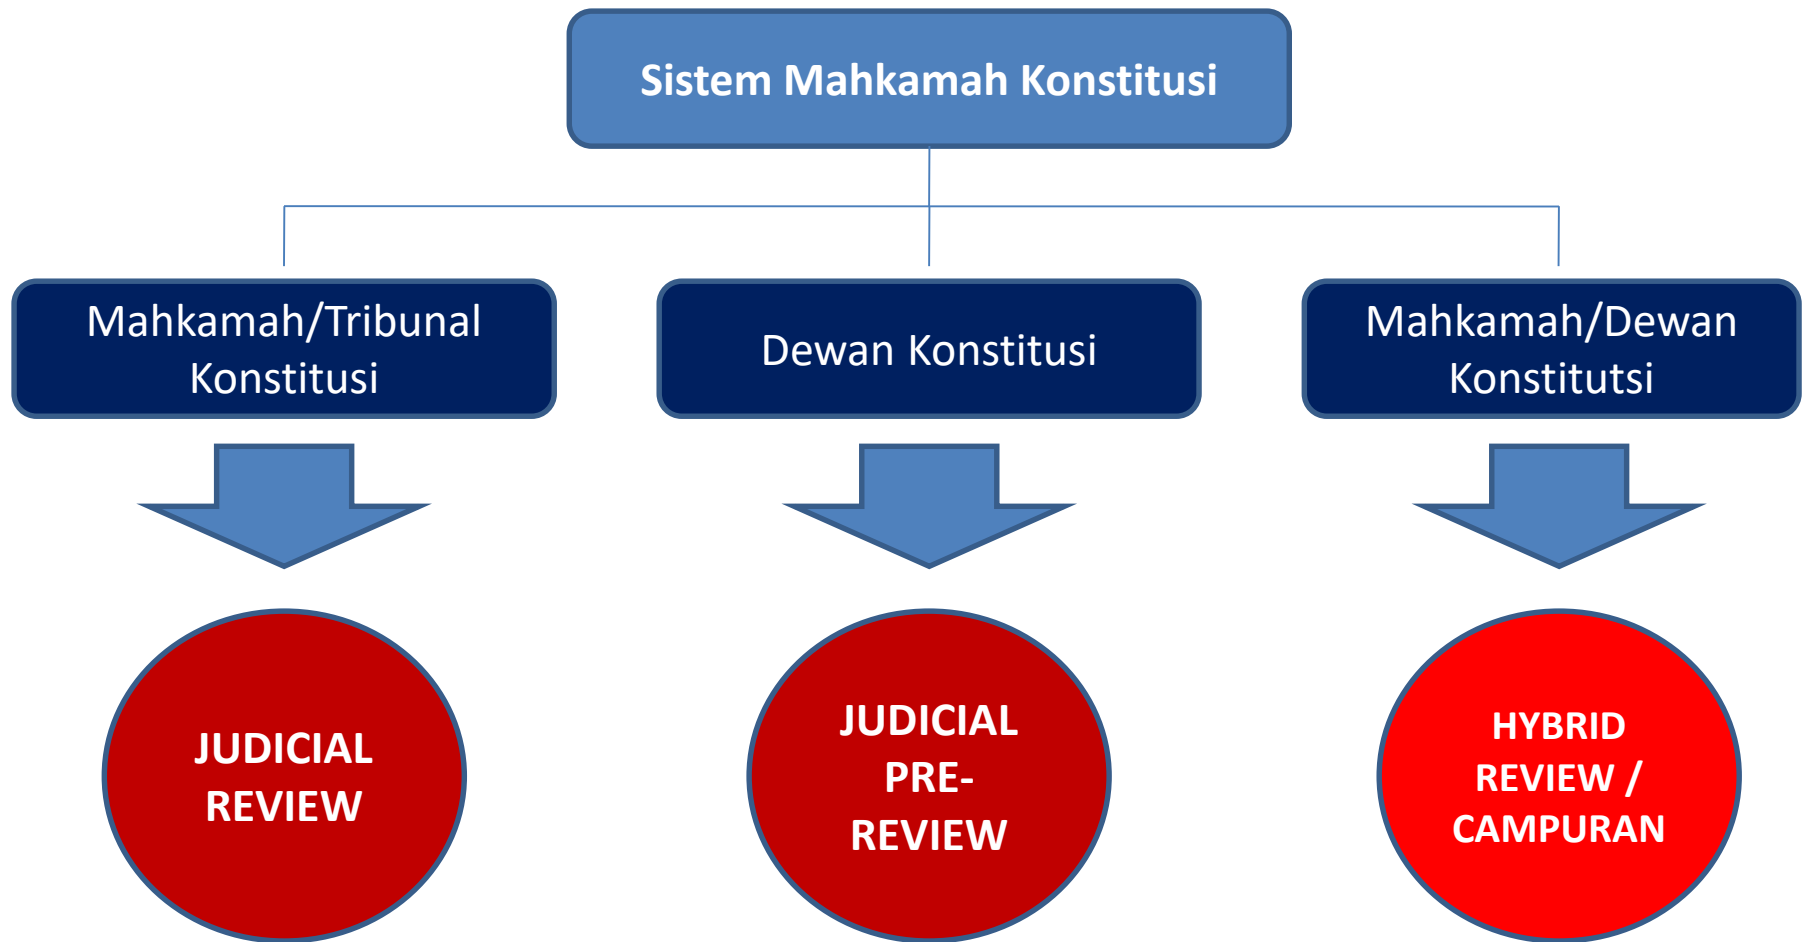 Sistem Mahkamah Konstitusi
Mahkamah/Tribunal
Konstitusi
Dewan Konstitusi
Mahkamah/Dewan
Konstitutsi
JUDICIAL
REVIEW
JUDICIAL
PRE-
REVIEW
HYBRID
REVIEW /
CAMPURAN